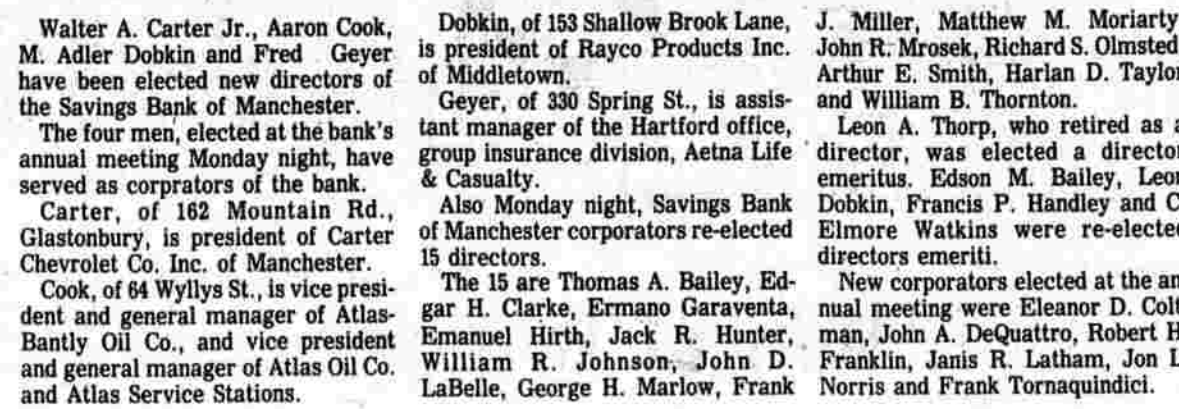 Walter A. Carter Jr., Aaron Cook,
M. Adler Dobkin and Fred Geyer
have been elected new directors of
the Savings Bank of Manchester.
The four men, elected at the bank's
annual meeting Monday night, have
served as corprators of the bank.
Carter, of 162 Mountain Rd.,
Glastonbury, is president of Carter
Chevrolet Co. Inc. of Manchester.
Cook, of 64 Wyllys St., is vice presi-
dent and general manager of Atlas-
Bantly Oil Co., and vice president
and general manager of Atlas Oil Co.
and Atlas Service Stations.
Dobkin, of 153 Shallow Brook Lane,
is president of Rayco Products Inc.
of Middletown.
Geyer, of 330 Spring St., is assis-
tant manager of the Hartford office,
group insurance division, Aetna Life
& Casualty.
Also Monday night, Savings Bank
of Manchester corporators re-elected
15 directors.
The 15 are Thomas A. Bailey, Ed-
gar H. Clarke, Ermano Garaventa,
Emanuel Hirth, Jack R. Hunter,
William R. Johnson, John D.
LaBelle, George H. Marlow, Frank
J. Miller, Matthew M. Moriarty
John R. Mrosek, Richard S. Olmsted
Arthur E. Smith, Harlan D. Taylor
and William B. Thornton.
Leon A. Thorp, who retired as a
director, was elected a director
emeritus. Edson M. Bailey, Leon
Dobkin, Francis P. Handley and C
Elmore Watkins were re-elected
directors emeriti.
New corporators elected at the an
nual meeting were Eleanor D. Colt
man, John A. DeQuattro, Robert H
Franklin, Janis R. Latham, Jon L
Norris and Frank Tornaquindici.